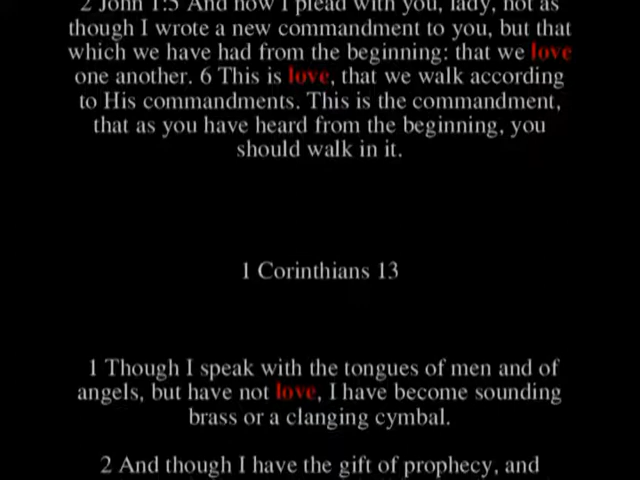 2 John 1:5 And now I plead with you, lady, not as
though I wrote a new commandment to you, but that
which we have had from the beginning: that we love
one another. 6 This is love, that we walk according
to His commandments. This is the commandment,
that as you have heard from the beginning, you
should walk in it.
1 Corinthians 13
1 Though I speak with the tongues of men and of
angels, but have not love, I have become sounding
brass or a clanging cymbal.
2 And though I have the gift of prophecy, and